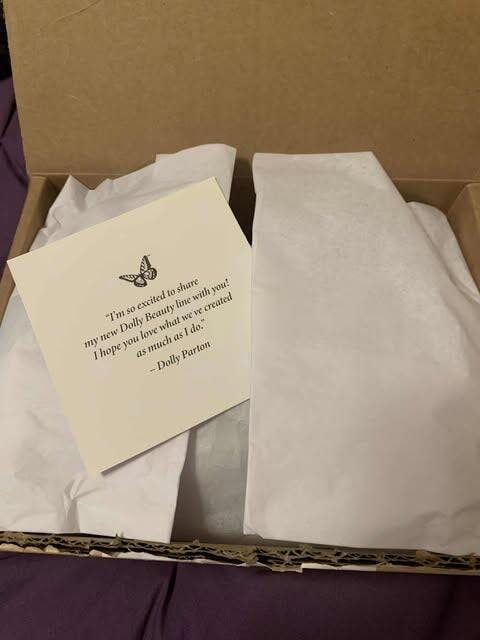 "I'm so excited to share
my new Dolly Beauty line with you!
I hope you love what we've created
as much as I do."
– Dolly Parton